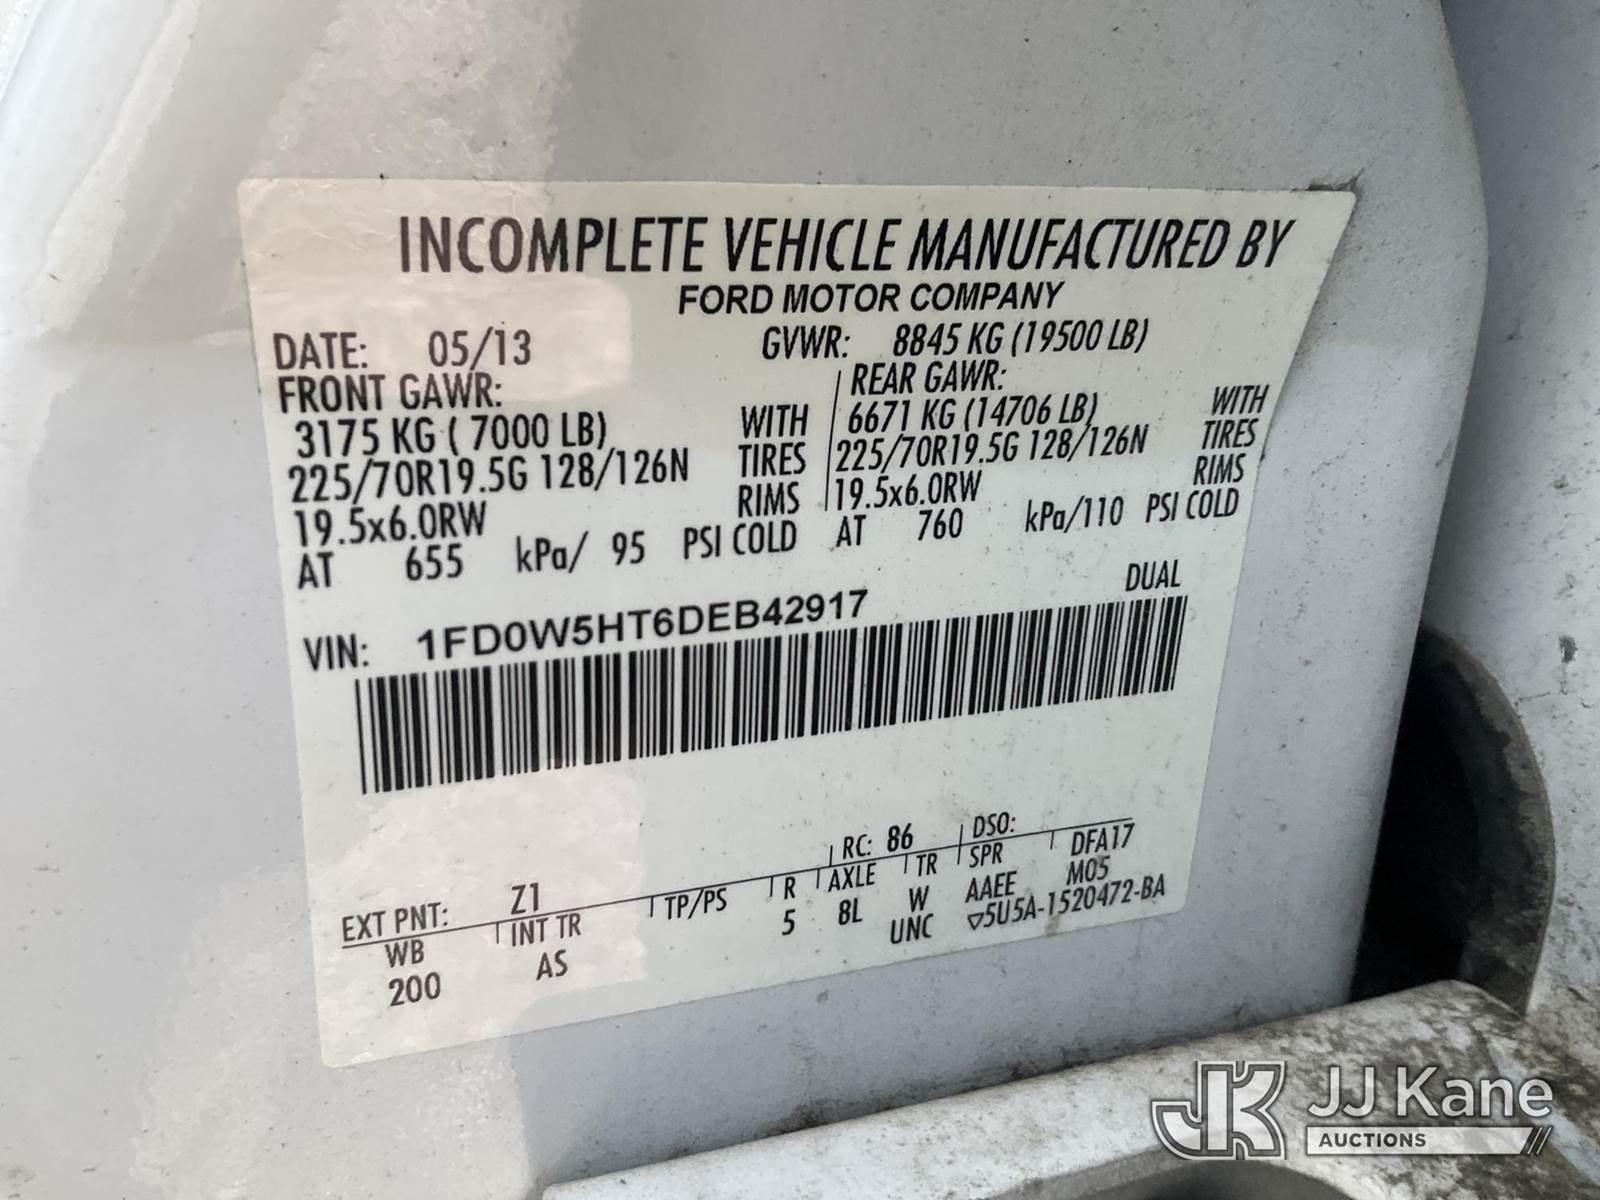 INCOMPLETE VEHICLE MANUFACTURED BY
FORD MOTOR COMPANY
DATE: 05/13 GVWR: 8845 KG (19500 LB)
FRONT GAWR: REAR GAWR:
3175 KG ( 7000 LB) WITH 6671 KG (14706 LB) WITH
225/70R19.5G 128/126N TIRES 225/70R19.5G 128/126N TIRES
19.5x6.0RW RIMS 19.5x6.0RW RIMS
AT 655 kPa/ 95 PSI COLD AT 760 kPa/110 PSI COLD
DUAL
VIN: 1FD0W5HT6DEB42917
EXT PNT: Z1 RC: 86 DSO:
WB INT TR TP/PS R AXLE TR SPR DFA17
200 AS 5 8L W AAEE M05
UNC ▽5U5A-1520472-BA
JK JJ Kane
AUCTIONS